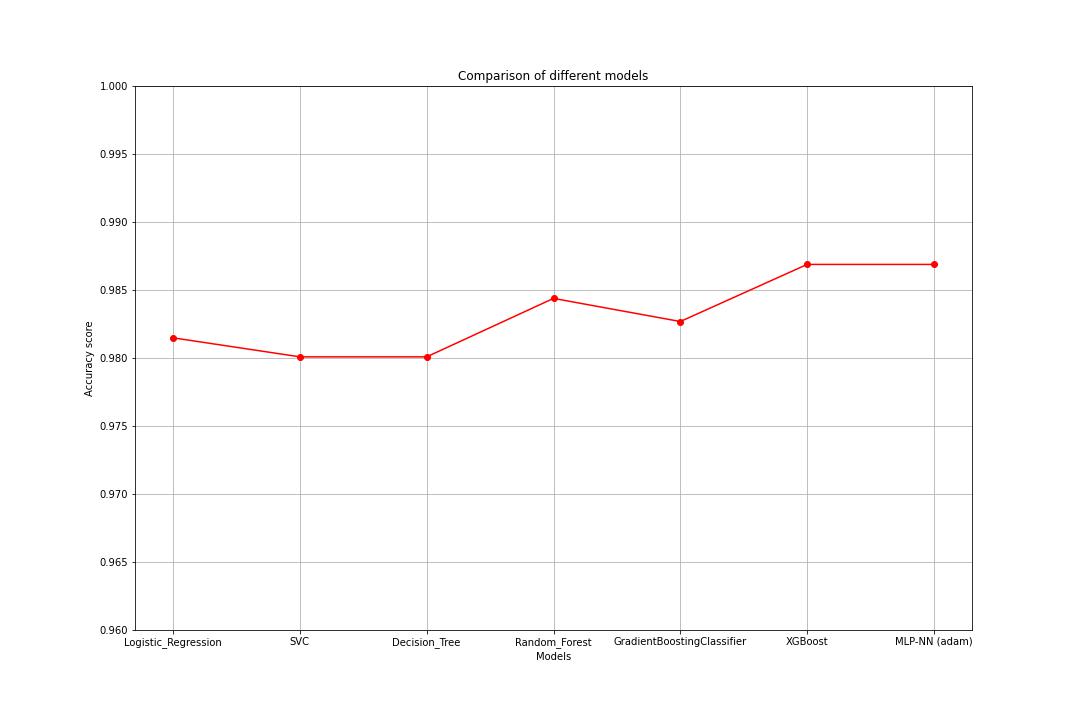 Comparison of different models
1.000
0.995
0.990
0.985
0.980
0.975
0.970
0.965
0.960
Accuracy score
Logistic_Regression SVC Decision_Tree Random_Forest GradientBoostingClassifier XGBoost MLP-NN (adam)
Models